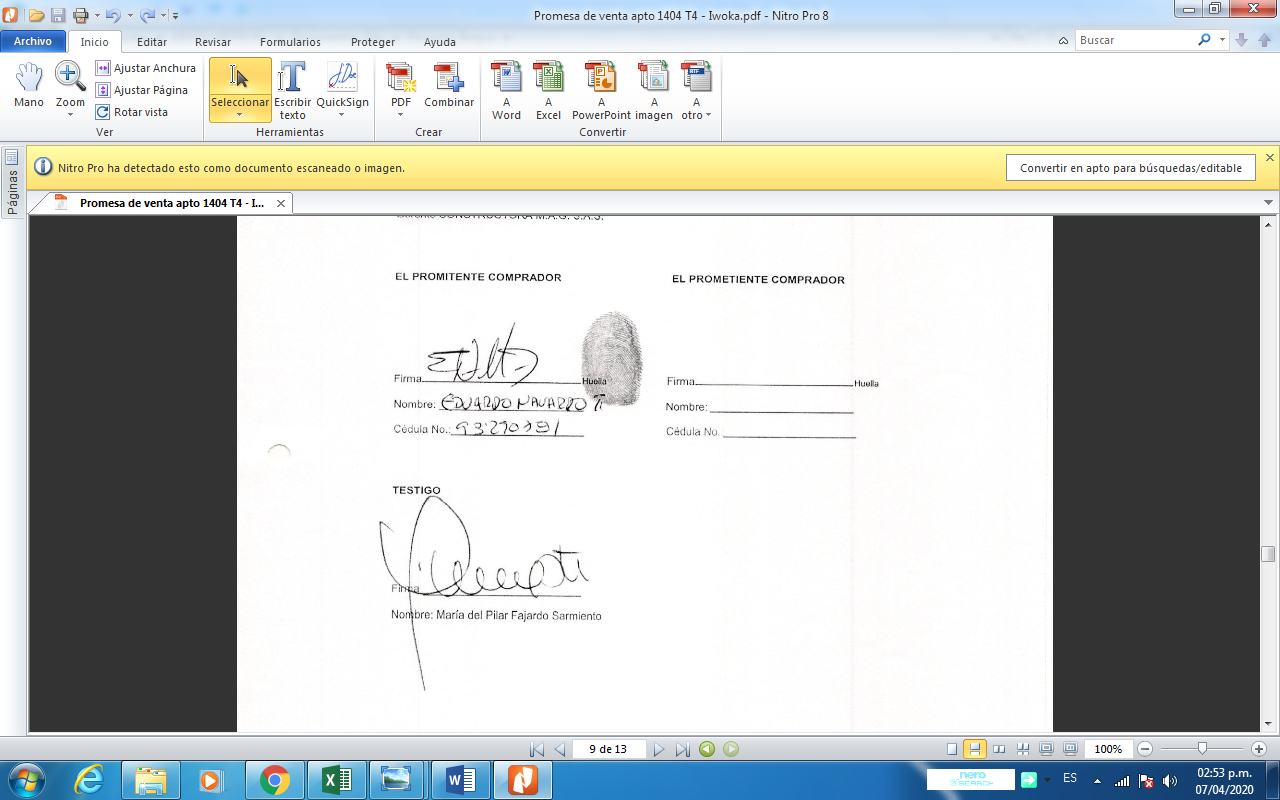 Promesa de venta apto 1404 T4 - Iwoka.pdf - Nitro Pro 8
Archivo Inicio Editar Revisar Formularios Proteger Ayuda
Buscar
Mano
Zoom
Ajustar Anchura
Ajustar Página
Rotar vista
Ver
Seleccionar
Escribir texto
QuickSign
Herramientas
PDF
Combinar
Crear
A Word
A Excel
A PowerPoint
A imagen
A otro
Convertir
Nitro Pro ha detectado esto como documento escaneado o imagen.
Convertir en apto para búsquedas/editable
Páginas
Promesa de venta apto 1404 T4 - I...
CONSTRUCTORA M.A.G. S.A.S.
EL PROMITENTE COMPRADOR
EL PROMETIENTE COMPRADOR
Firma Huella
Firma Huella
Nombre: EDUARDO NAVARRO T.
Nombre:
Cédula No.:
Cédula No.
TESTIGO
Firma
Nombre: María del Pilar Fajardo Sarmiento
9 de 13
100%
nero
ES
02:53 p.m.
07/04/2020